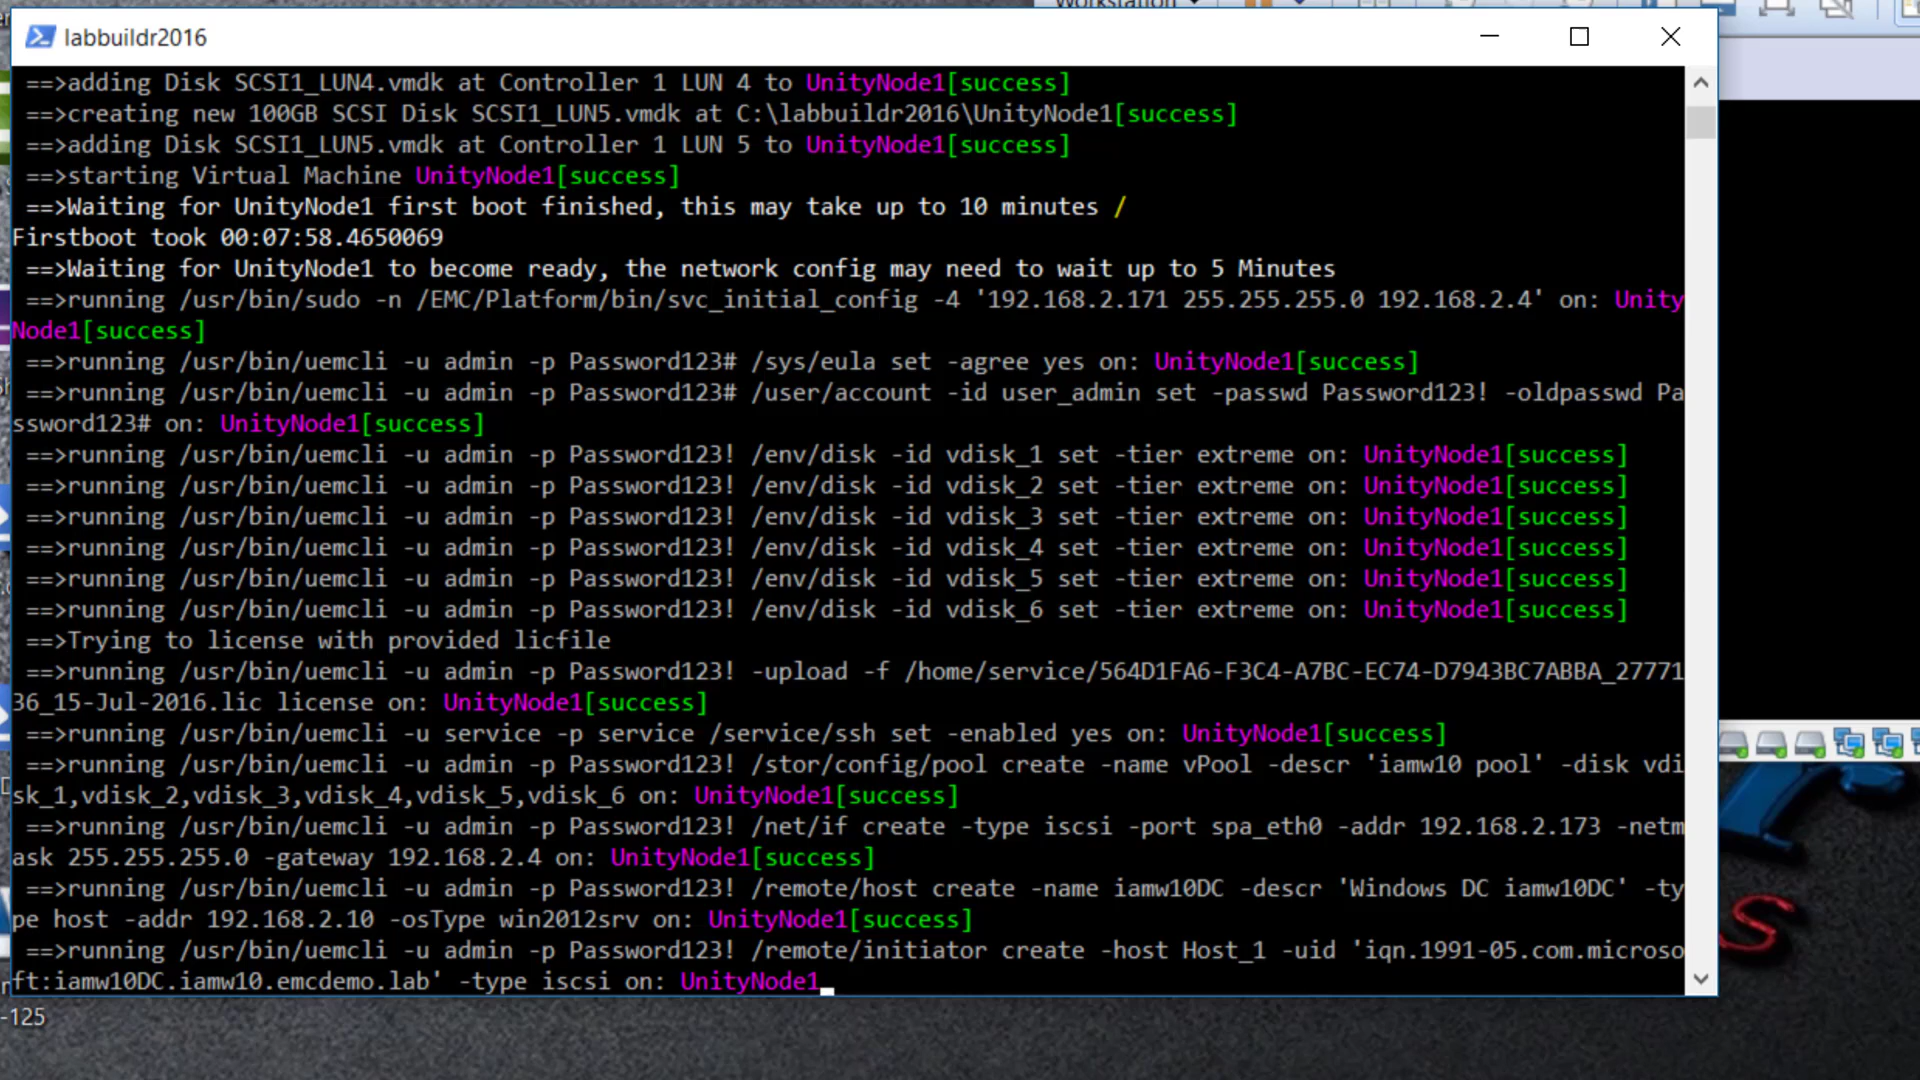 Workstation
labbuildr2016
==>adding Disk SCSI1_LUN4.vmdk at Controller 1 LUN 4 to UnityNode1[success]
==>creating new 100GB SCSI Disk SCSI1_LUN5.vmdk at C:\labbuildr2016\UnityNode1[success]
==>adding Disk SCSI1_LUN5.vmdk at Controller 1 LUN 5 to UnityNode1[success]
==>starting Virtual Machine UnityNode1[success]
==>Waiting for UnityNode1 first boot finished, this may take up to 10 minutes /
Firstboot took 00:07:58.4650069
==>Waiting for UnityNode1 to become ready, the network config may need to wait up to 5 Minutes
==>running /usr/bin/sudo -n /EMC/Platform/bin/svc_initial_config -4 '192.168.2.171 255.255.255.0 192.168.2.4' on: Unity
Node1[success]
==>running /usr/bin/uemcli -u admin -p Password123# /sys/eula set -agree yes on: UnityNode1[success]
==>running /usr/bin/uemcli -u admin -p Password123# /user/account -id user_admin set -passwd Password123! -oldpasswd Pa
ssword123# on: UnityNode1[success]
==>running /usr/bin/uemcli -u admin -p Password123! /env/disk -id vdisk_1 set -tier extreme on: UnityNode1[success]
==>running /usr/bin/uemcli -u admin -p Password123! /env/disk -id vdisk_2 set -tier extreme on: UnityNode1[success]
==>running /usr/bin/uemcli -u admin -p Password123! /env/disk -id vdisk_3 set -tier extreme on: UnityNode1[success]
==>running /usr/bin/uemcli -u admin -p Password123! /env/disk -id vdisk_4 set -tier extreme on: UnityNode1[success]
==>running /usr/bin/uemcli -u admin -p Password123! /env/disk -id vdisk_5 set -tier extreme on: UnityNode1[success]
==>running /usr/bin/uemcli -u admin -p Password123! /env/disk -id vdisk_6 set -tier extreme on: UnityNode1[success]
==>Trying to license with provided licfile
==>running /usr/bin/uemcli -u admin -p Password123! -upload -f /home/service/564D1FA6-F3C4-A7BC-EC74-D7943BC7ABBA_27771
36_15-Jul-2016.lic license on: UnityNode1[success]
==>running /usr/bin/uemcli -u service -p service /service/ssh set -enabled yes on: UnityNode1[success]
==>running /usr/bin/uemcli -u admin -p Password123! /stor/config/pool create -name vPool -descr 'iamw10 pool' -disk vdi
sk_1,vdisk_2,vdisk_3,vdisk_4,vdisk_5,vdisk_6 on: UnityNode1[success]
==>running /usr/bin/uemcli -u admin -p Password123! /net/if create -type iscsi -port spa_eth0 -addr 192.168.2.173 -netm
ask 255.255.255.0 -gateway 192.168.2.4 on: UnityNode1[success]
==>running /usr/bin/uemcli -u admin -p Password123! /remote/host create -name iamw10DC -descr 'Windows DC iamw10DC' -ty
pe host -addr 192.168.2.10 -osType win2012srv on: UnityNode1[success]
==>running /usr/bin/uemcli -u admin -p Password123! /remote/initiator create -host Host_1 -uid 'iqn.1991-05.com.microso
ft:iamw10DC.iamw10.emcdemo.lab' -type iscsi on: UnityNode1
-125
s